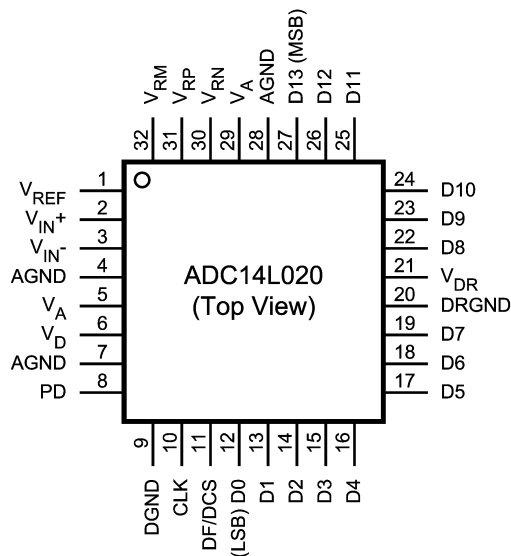 VRM
VRP
VRN
VA
AGND
D13 (MSB)
D12
D11
32
31
30
29
28
27
26
25
VREF 1
VIN+ 2
VIN- 3
AGND 4
VA 5
VD 6
AGND 7
PD 8
ADC14L020
(Top View)
24 D10
23 D9
22 D8
21 VDR
20 DRGND
19 D7
18 D6
17 D5
9
10
11
12
13
14
15
16
DGND
CLK
DF/DCS
(LSB) D0
D1
D2
D3
D4